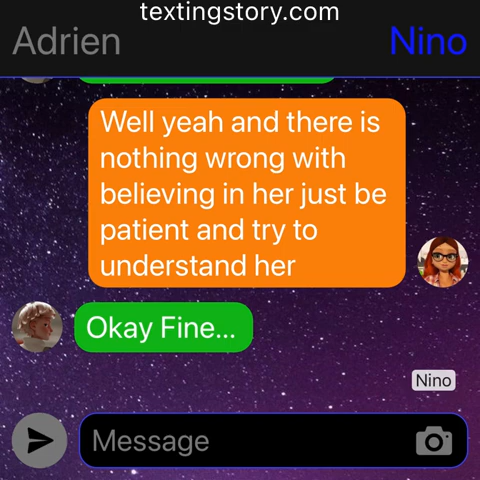 textingstory.com
Adrien
Nino
Well yeah and there is
nothing wrong with
believing in her just be
patient and try to
understand her
Okay Fine...
Nino
Message